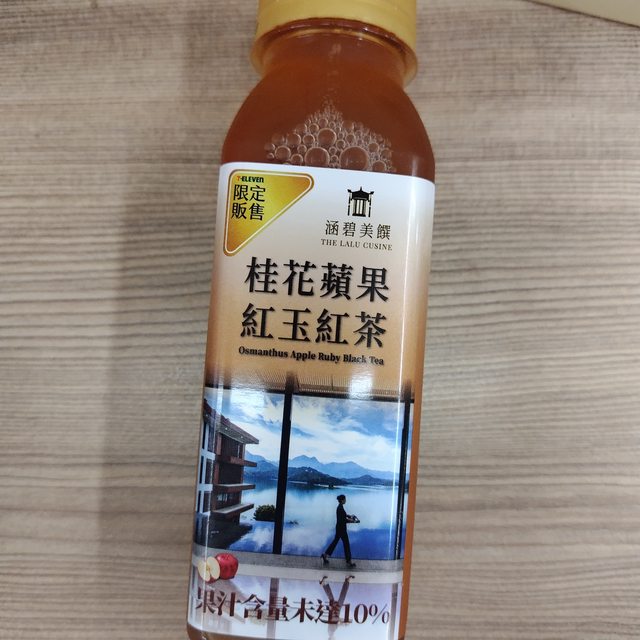 7-ELEVEN
限定
販售
涵碧美饌
THE LALU CUSINE
桂花蘋果
紅玉紅茶
Osmanthus Apple Ruby Black Tea
果汁含量未達10%